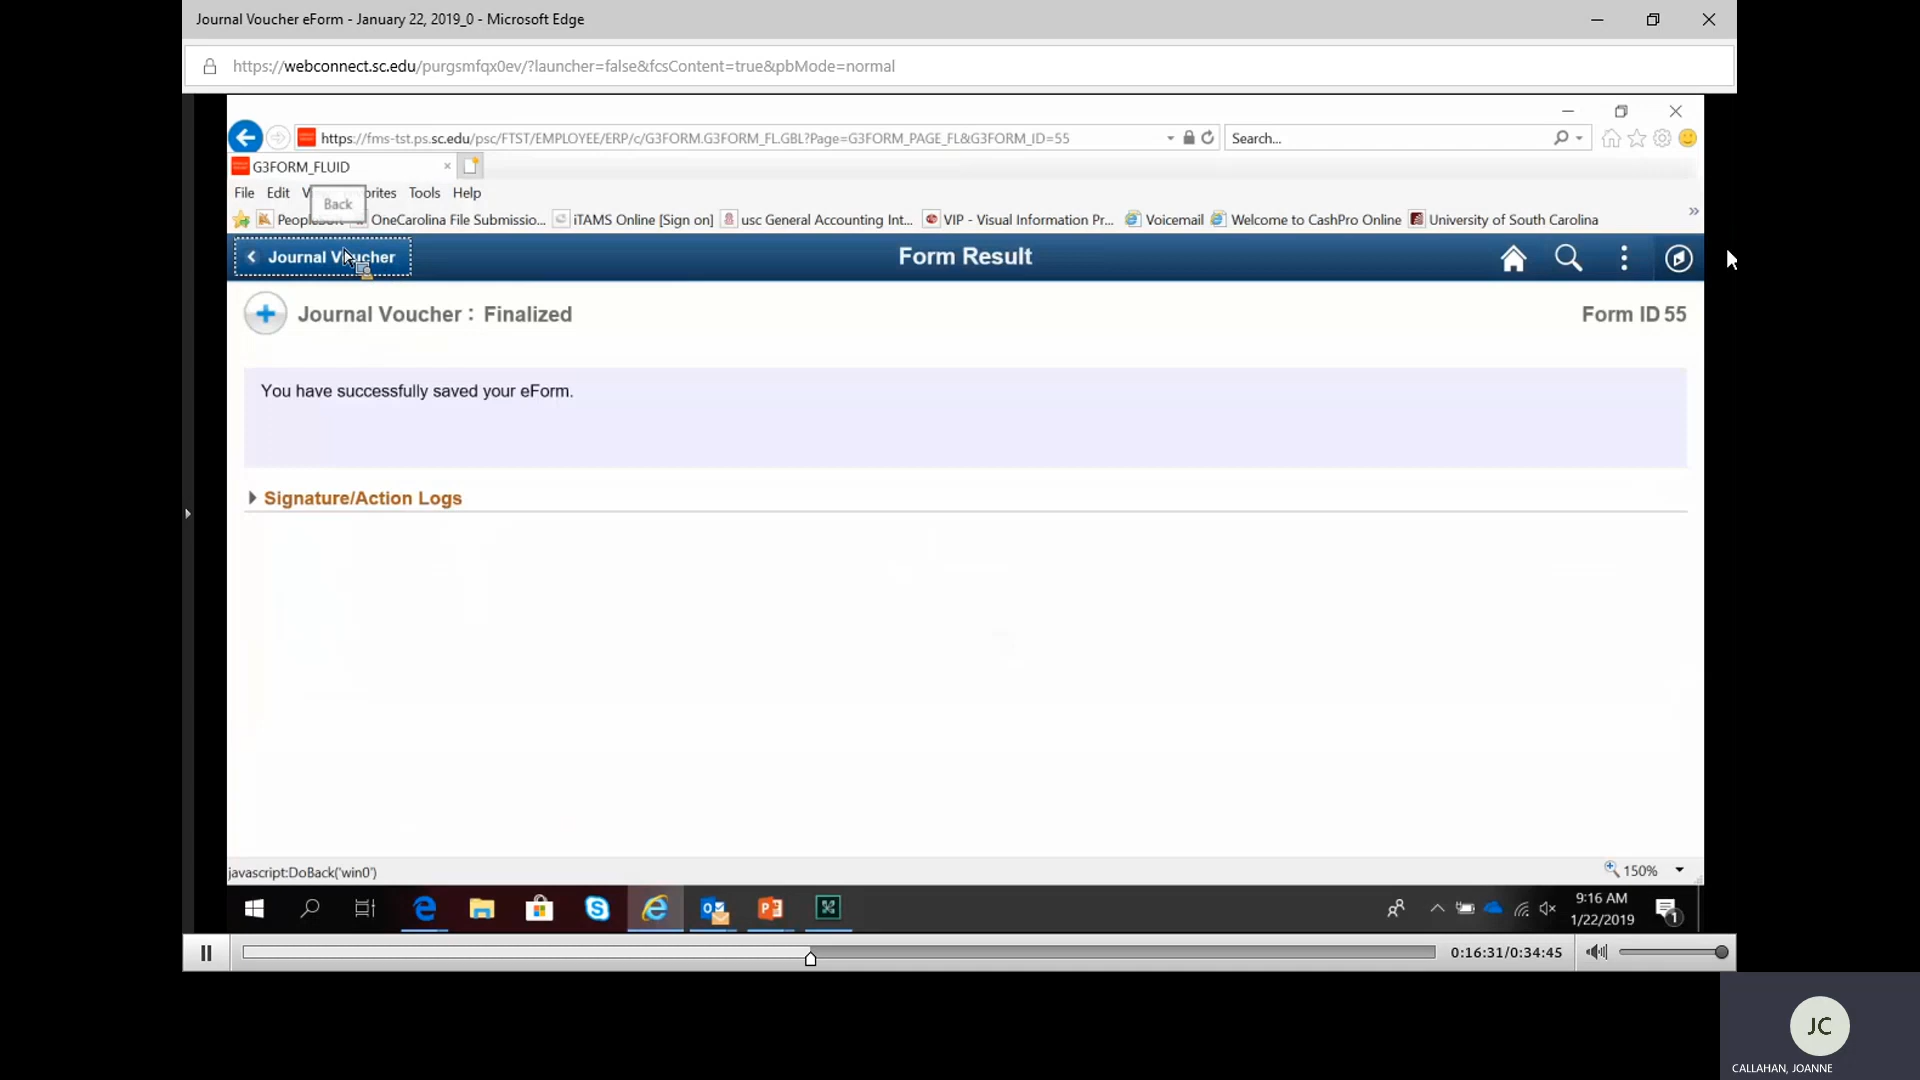 Journal Voucher eForm - January 22, 2019_0 - Microsoft Edge
https://webconnect.sc.edu/purgsmfqx0ev/?launcher=false&fcsContent=true&pbMode=normal
https://fms-tst.ps.sc.edu/psc/FTST/EMPLOYEE/ERP/c/G3FORM.G3FORM_FL.GBL?Page=G3FORM_PAGE_FL&G3FORM_ID=55 Search...
G3FORM_FLUID
File Edit Tools Help
Back
OneCarolina File Submissio... iTAMS Online [Sign on] usc General Accounting Int... VIP - Visual Information Pr... Voicemail Welcome to CashPro Online University of South Carolina
Journal Voucher Form Result
Journal Voucher : Finalized Form ID 55
You have successfully saved your eForm.
Signature/Action Logs
javascript:DoBack('win0') 150%
9:16 AM
1/22/2019
1
0:16:31/0:34:45
JC
CALLAHAN, JOANNE